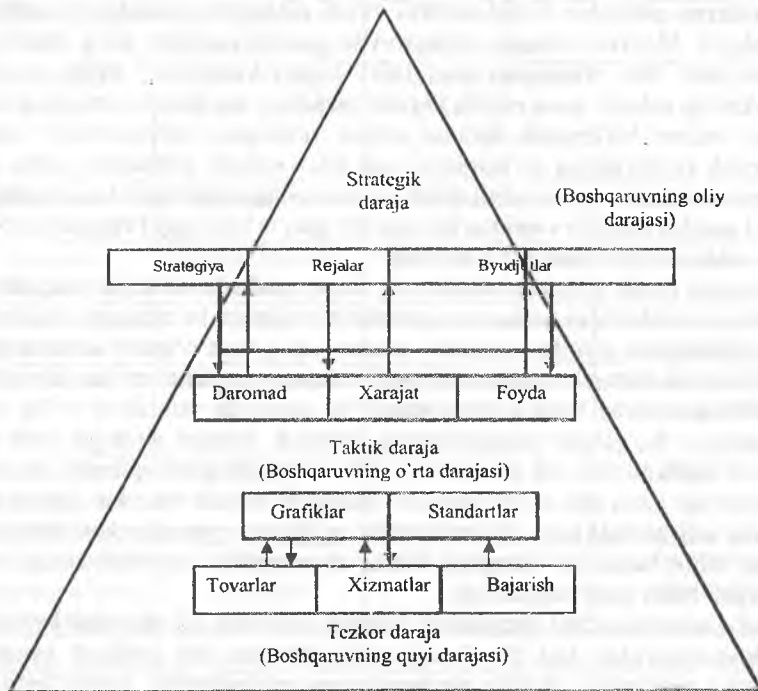 Strategik
daraja
(Boshqaruvning oliy
darajasi)
Strategiya Rejalar Byudjetlar
Daromad Xarajat Foyda
Taktik daraja
(Boshqaruvning o`rta darajasi)
Grafiklar Standartlar
Tovarlar Xizmatlar Bajarish
Tezkor daraja
(Boshqaruvning quyi darajasi)